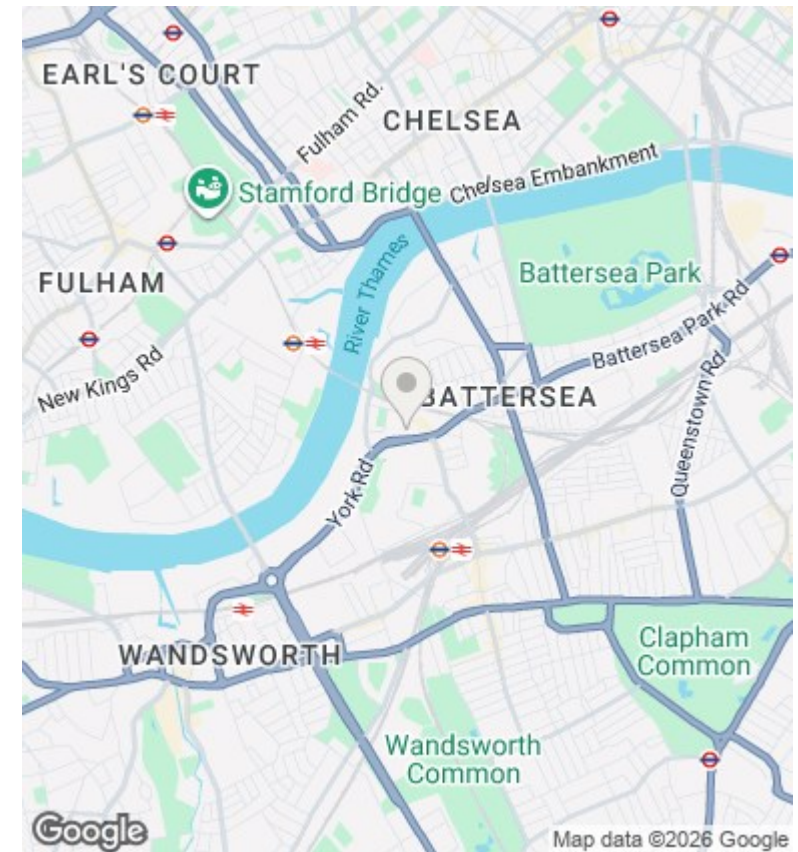 EARL'S COURT
Fulham Rd.
CHELSEA
Chelsea Embankment
Stamford Bridge
FULHAM
River Thames
Battersea Park
Battersea Park Rd
New Kings Rd
BATTERSEA
Queenstown Rd
York Rd
WANDSWORTH
Clapham
Common
Wandsworth
Common
Google
Map data ©2026 Google